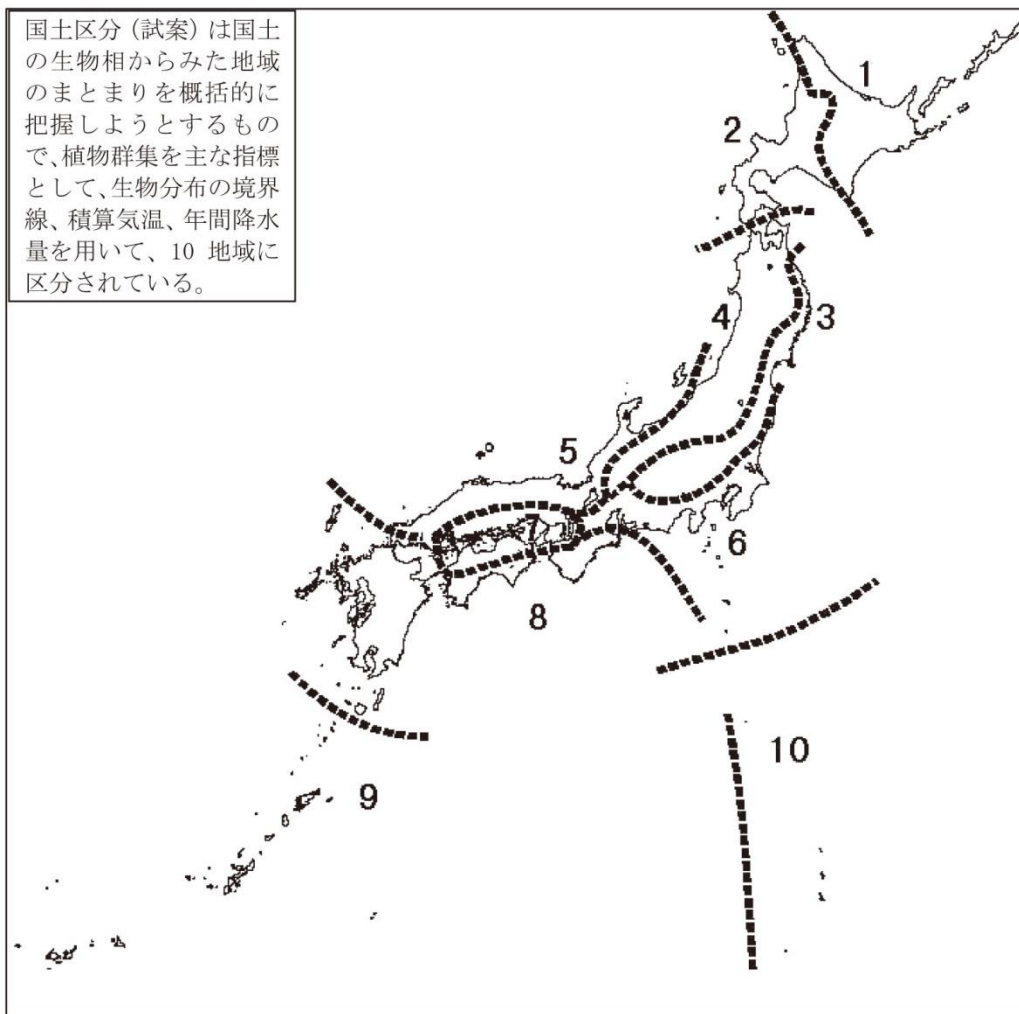 国土区分（試案）は国土
の生物相からみた地域
のまとまりを概括的に
把握しようとするもの
で、植物群集を主な指標
として、生物分布の境界
線、積算気温、年間降水
量を用いて、10 地域に
区分されている。
1
2
4
3
5
7
6
8
10
9